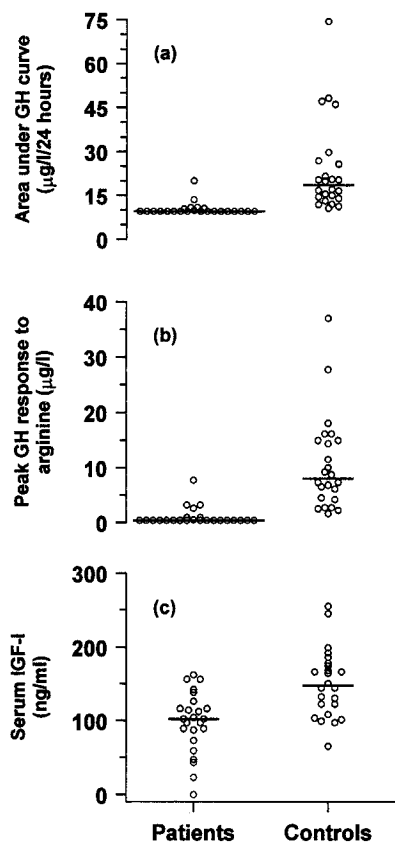 Area under GH curve
(μg/l/24 hours)
75
60
45
30
15
0
(a)
Peak GH response to
arginine (μg/l)
40
30
20
10
0
(b)
Serum IGF-I
(ng/ml)
300
200
100
0
(c)
Patients Controls